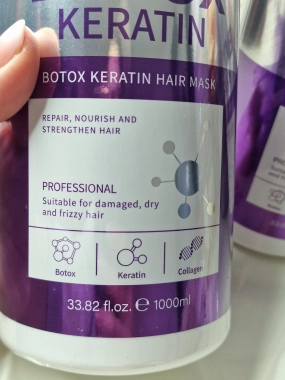 KERATIN
BOTOX KERATIN HAIR MASK
REPAIR, NOURISH AND
STRENGTHEN HAIR
PROFESSIONAL
Suitable for damaged, dry
and frizzy hair
Botox
Keratin
Collagen
33.82 fl.oz. ℮ 1000ml